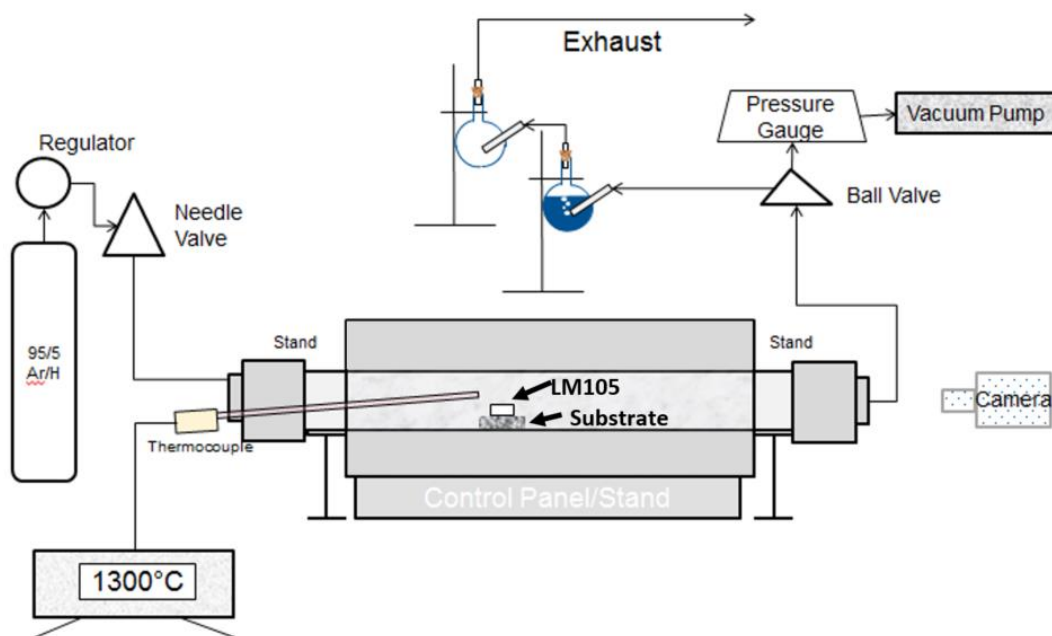 Exhaust
Pressure
Gauge
Vacuum Pump
Regulator
Needle
Valve
Ball Valve
95/5
Ar/H
Stand
Stand
LM105
Substrate
Camera
Thermocouple
Control Panel/Stand
1300°C